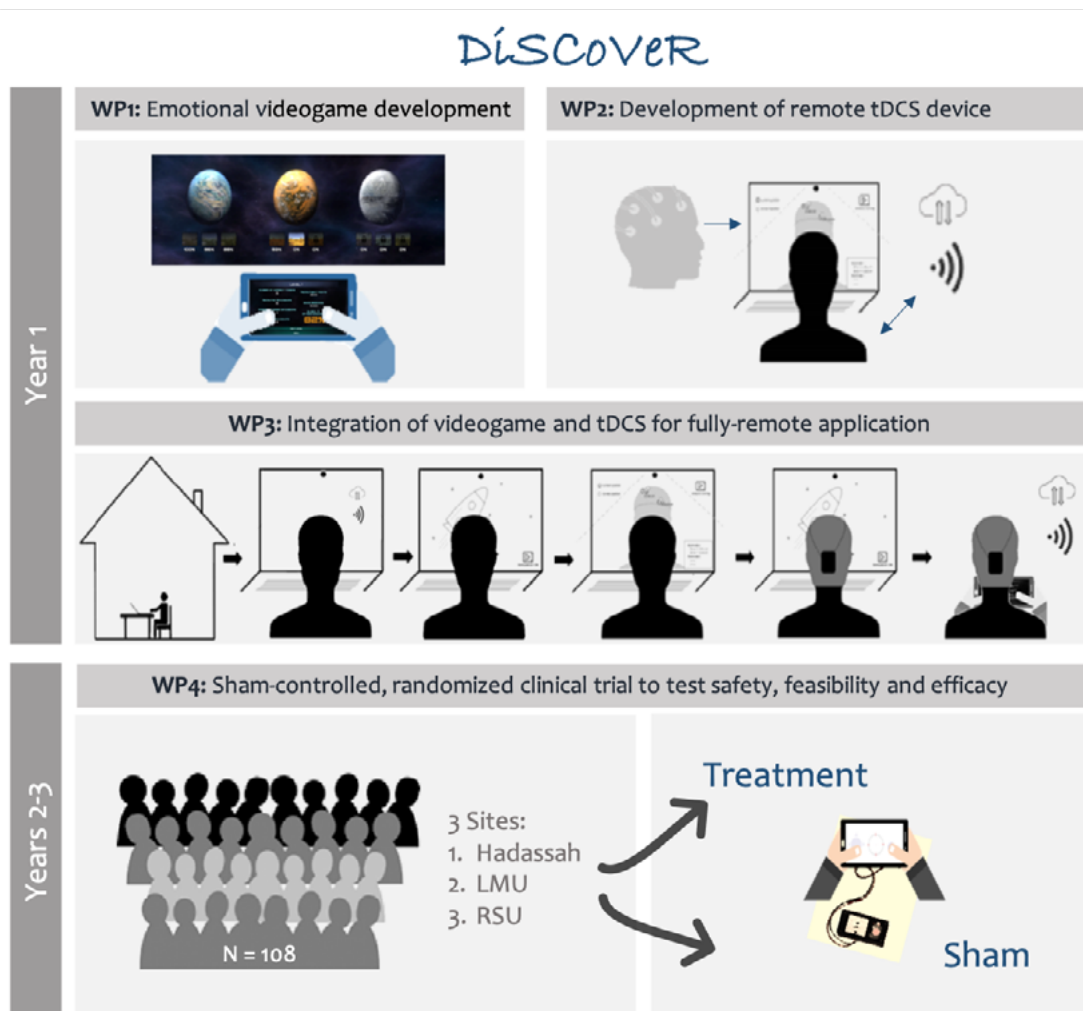 DiSCoVeR
Year 1
WP1: Emotional videogame development
WP2: Development of remote tDCS device
WP3: Integration of videogame and tDCS for fully-remote application
Years 2-3
WP4: Sham-controlled, randomized clinical trial to test safety, feasibility and efficacy
N = 108
3 Sites:
1. Hadassah
2. LMU
3. RSU
Treatment
Sham